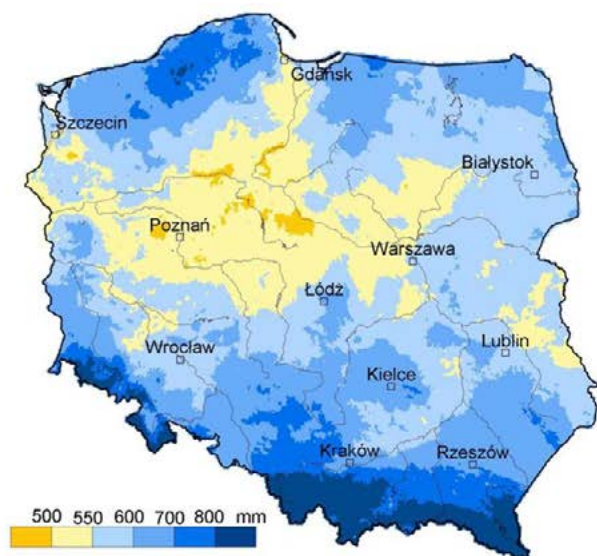 Gdańsk
Szczecin
Białystok
Poznań
Warszawa
Łódź
Wrocław
Lublin
Kielce
Kraków
Rzeszów
500 550 600 700 800 mm